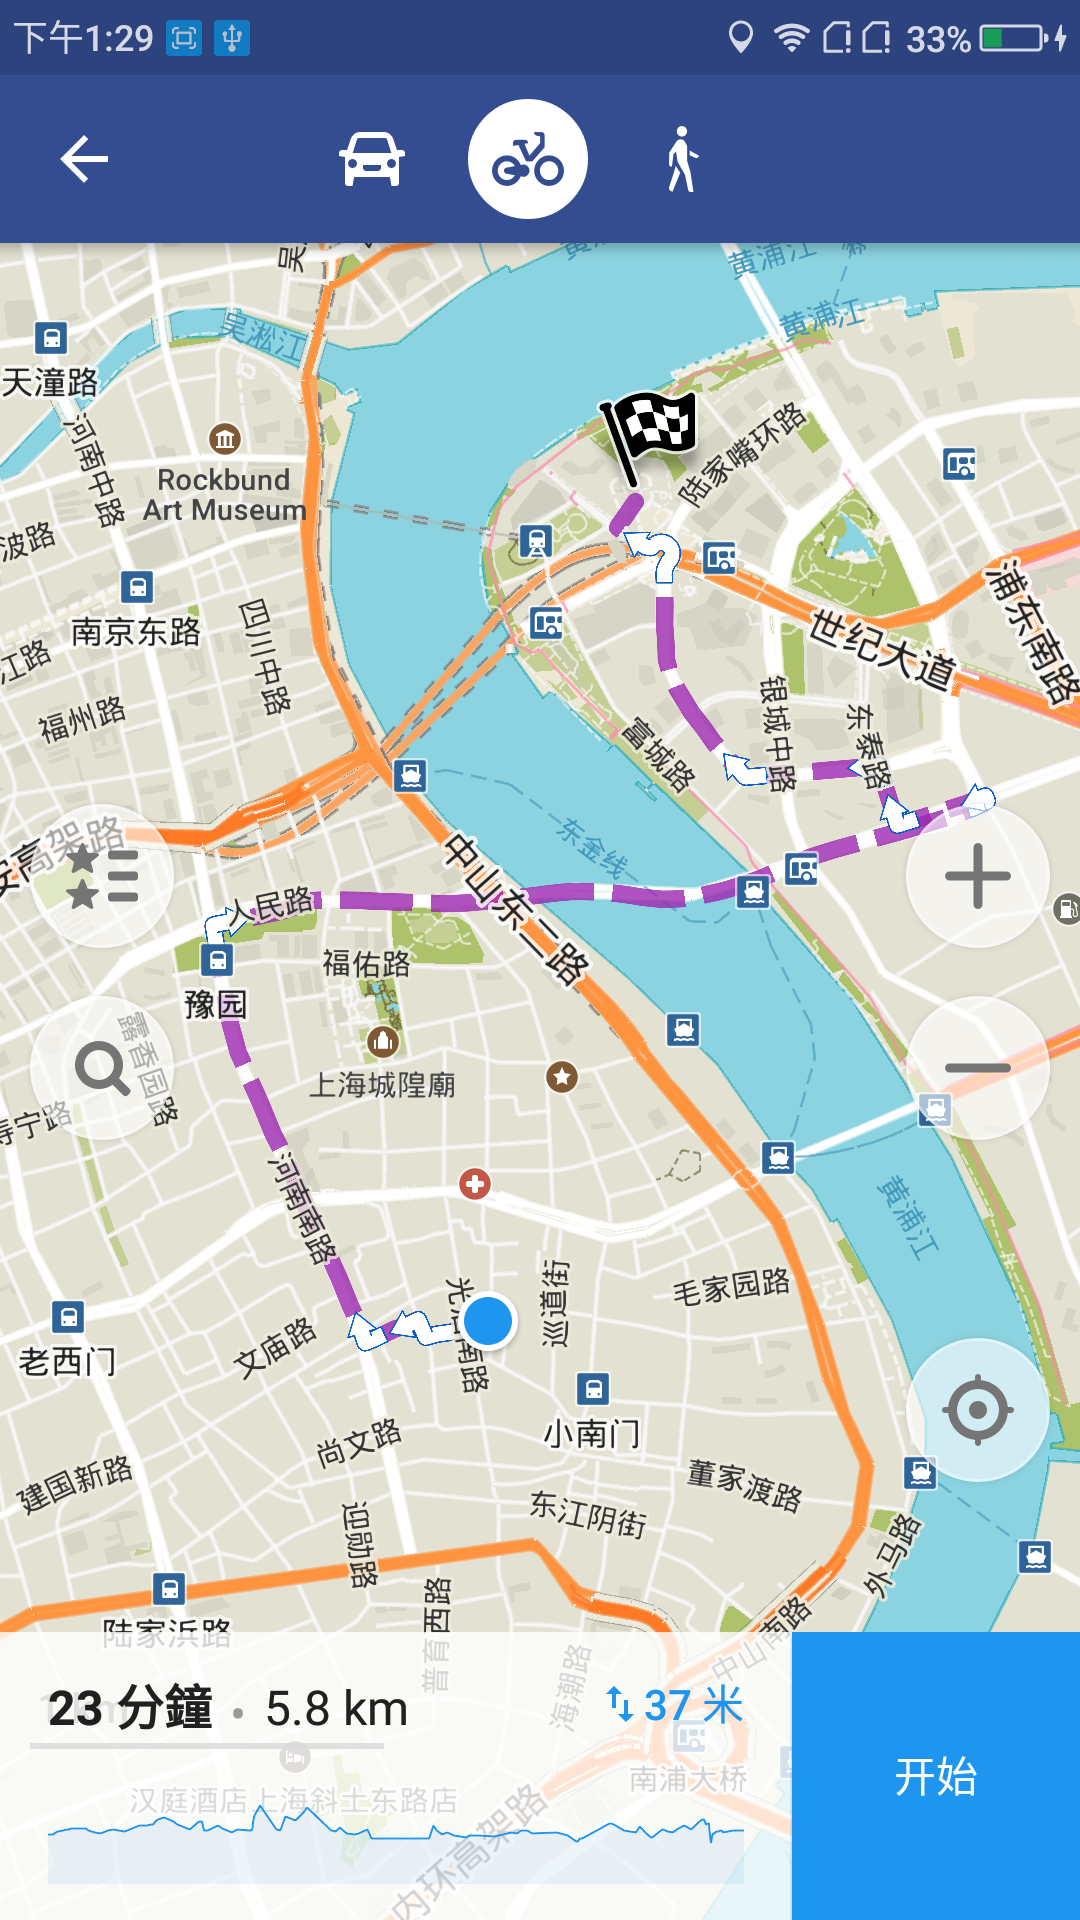 下午1:29
33%
吴
黄浦江
黄浦江
吴淞江
天潼路
河南中路
Rockbund
Art Museum
陆家嘴环路
波路
南京东路
四川中路
江路
福州路
世纪大道
浦东南路
银城中路
东泰路
富城路
东金线
安高架路
中山东二路
人民路
福佑路
豫园
露香园路
上海城隍廟
寿宁路
河南南路
黄浦江
毛家园路
巡道街
文庙路
老西门
小南门
尚文路
建国新路
董家渡路
东江阴街
迎勋路
外马路
普育西路
陆家浜路
中山南路
海潮路
23 分鐘 • 5.8 km
37 米
开始
南浦大桥
汉庭酒店上海斜土东路店
内环高架路